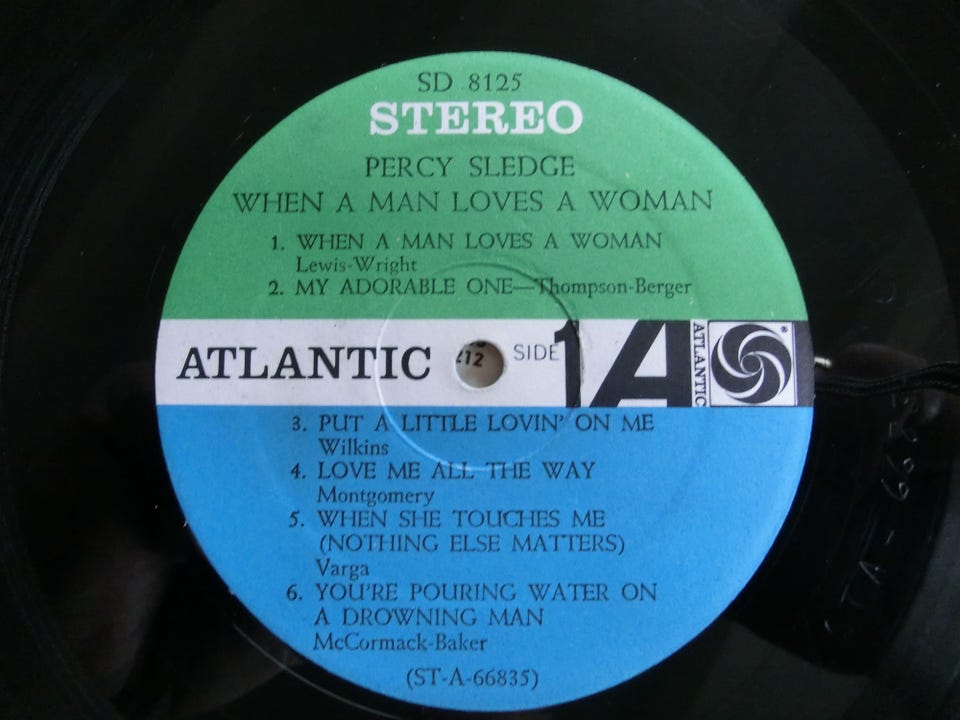 SD 8125
STEREO
PERCY SLEDGE
WHEN A MAN LOVES A WOMAN
1. WHEN A MAN LOVES A WOMAN
Lewis-Wright
2. MY ADORABLE ONE—Thompson-Berger
ATLANTIC SIDE 1 A ATLANTIC ®
212
3. PUT A LITTLE LOVIN' ON ME
Wilkins
4. LOVE ME ALL THE WAY
Montgomery
5. WHEN SHE TOUCHES ME
(NOTHING ELSE MATTERS)
Varga
6. YOU'RE POURING WATER ON
A DROWNING MAN
McCormack-Baker
(ST-A-66835)